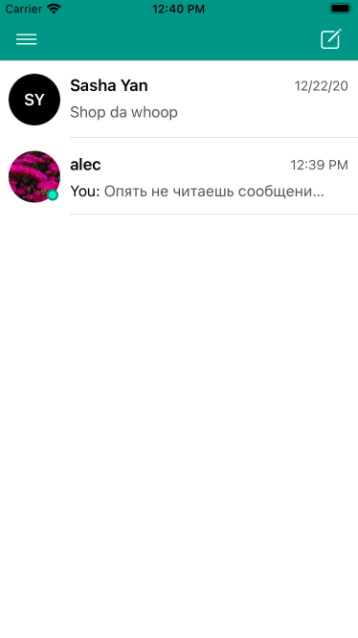 Carrier 12:40 PM
Sasha Yan 12/22/20
SY
Shop da whoop
alec 12:39 PM
You: Опять не читаешь сообщени...